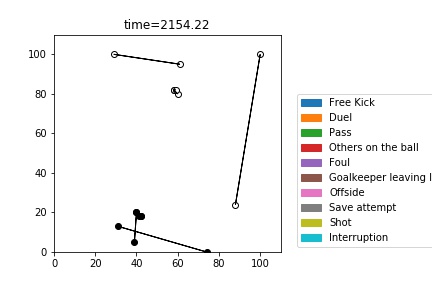 time=2154.22
100
80
60
40
20
0
0 20 40 60 80 100
Free Kick
Duel
Pass
Others on the ball
Foul
Goalkeeper leaving
Offside
Save attempt
Shot
Interruption